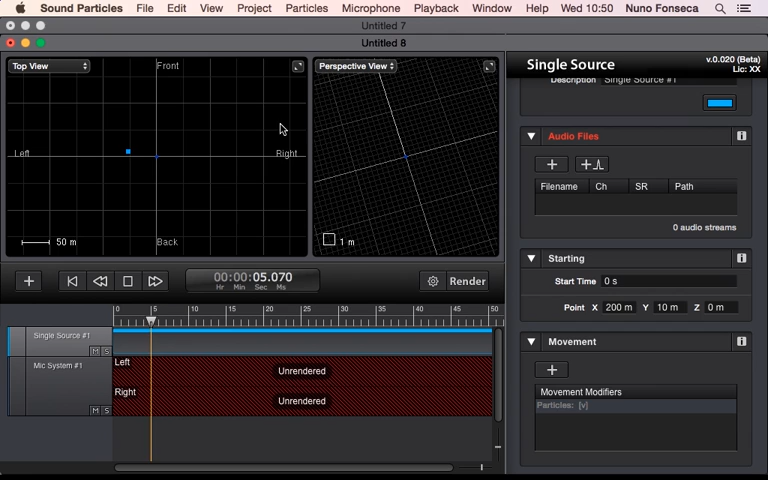 Sound Particles File Edit View Project Particles Microphone Playback Window Help Wed 10:50 Nuno Fonseca
Untitled 7
Untitled 8
Top View
Front
Left
Right
Back
50 m
Perspective View
1 m
Single Source
v.0.020 (Beta)
Lic: XX
Description Single Source #1
Audio Files
Filename Ch SR Path
0 audio streams
Starting
Start Time 0 s
Point X 200 m Y 10 m Z 0 m
Movement
Movement Modifiers
Particles: [v]
00:00:05.070
Hr Min Sec Ms
Render
0 5 10 15 20 25 30 35 40 45 50
Single Source #1
M S
Mic System #1
M S
Left
Unrendered
Right
Unrendered